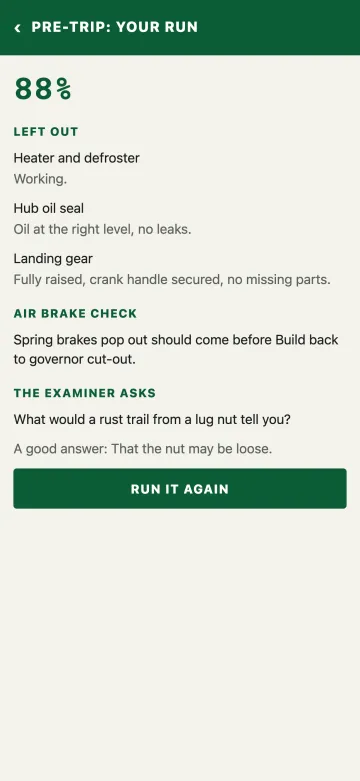 ‹ PRE-TRIP: YOUR RUN
88%
LEFT OUT
Heater and defroster
Working.
Hub oil seal
Oil at the right level, no leaks.
Landing gear
Fully raised, crank handle secured, no missing parts.
AIR BRAKE CHECK
Spring brakes pop out should come before Build back
to governor cut-out.
THE EXAMINER ASKS
What would a rust trail from a lug nut tell you?
A good answer: That the nut may be loose.
RUN IT AGAIN